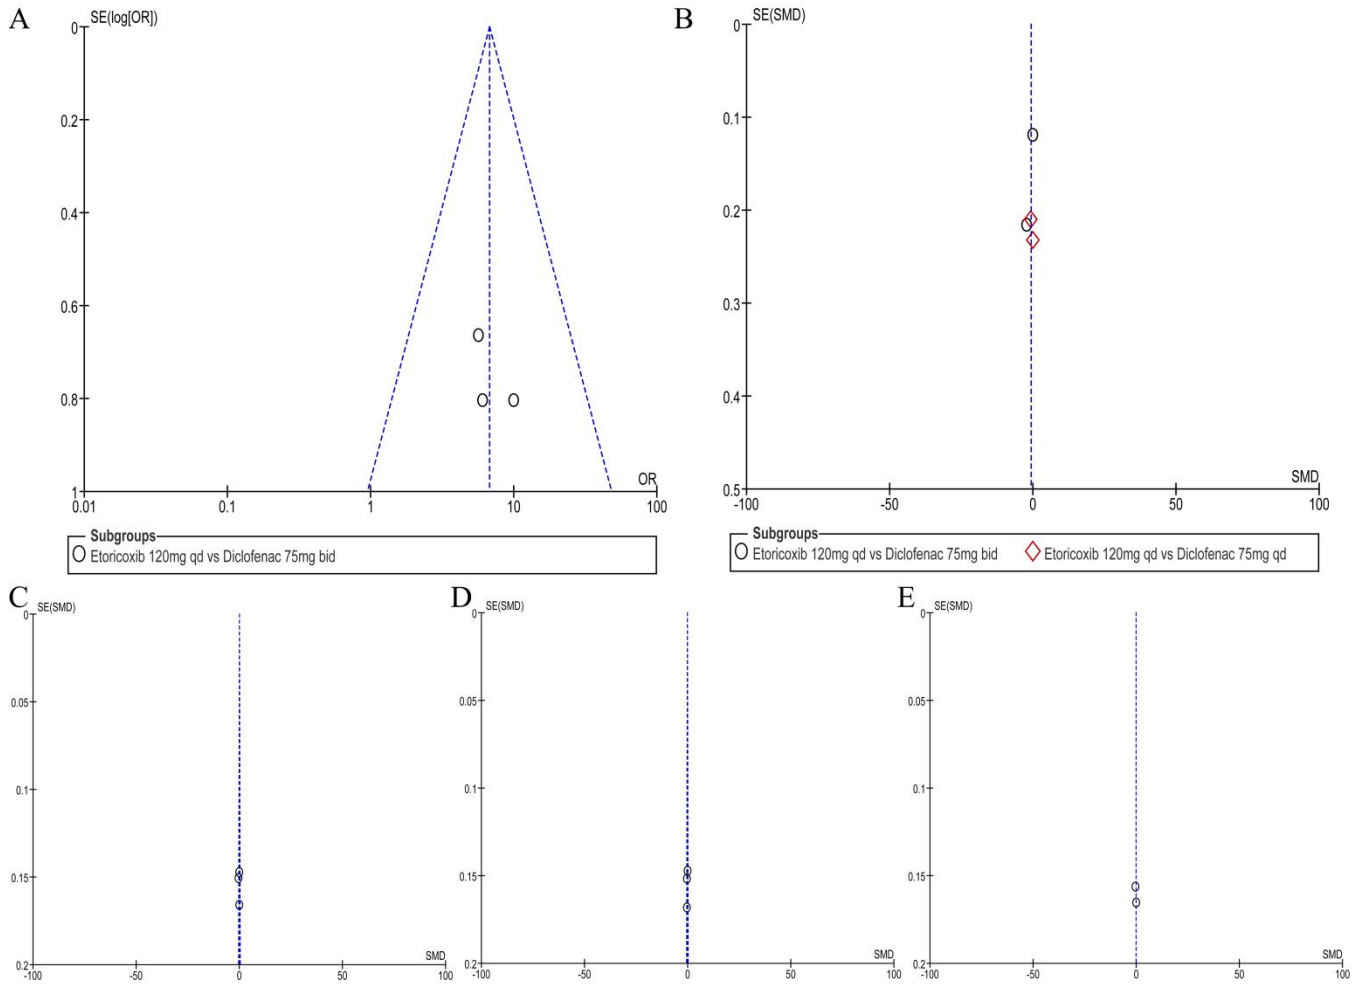 A
SE(log[OR])
0
0.2
0.4
0.6
0.8
1
0.01
0.1
1
10
100
OR
Subgroups
Etoricoxib 120mg qd vs Diclofenac 75mg bid
B
SE(SMD)
0
0.1
0.2
0.3
0.4
0.5
-100
-50
0
50
100
SMD
Subgroups
Etoricoxib 120mg qd vs Diclofenac 75mg bid
Etoricoxib 120mg qd vs Diclofenac 75mg qd
C
SE(SMD)
0
0.05
0.1
0.15
0.2
-100
-50
0
50
100
SMD
D
SE(SMD)
0
0.05
0.1
0.15
0.2
-100
-50
0
50
100
SMD
E
SE(SMD)
0
0.05
0.1
0.15
0.2
-100
-50
0
50
100
SMD